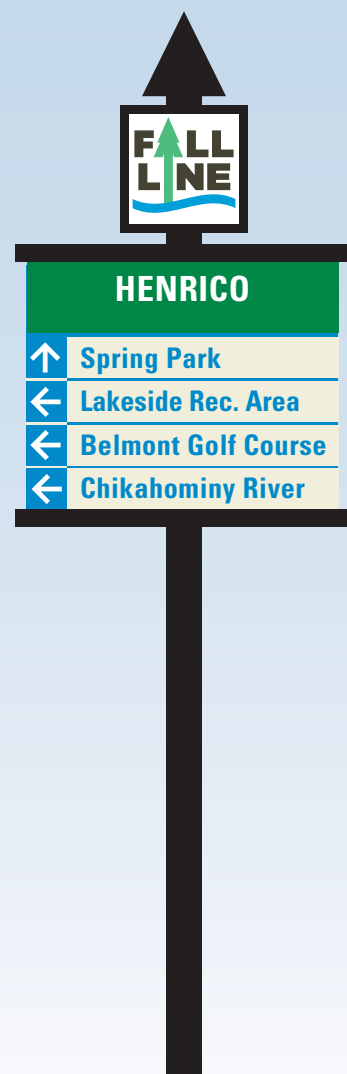 FALL
LINE
HENRICO
Spring Park
Lakeside Rec. Area
Belmont Golf Course
Chikahominy River